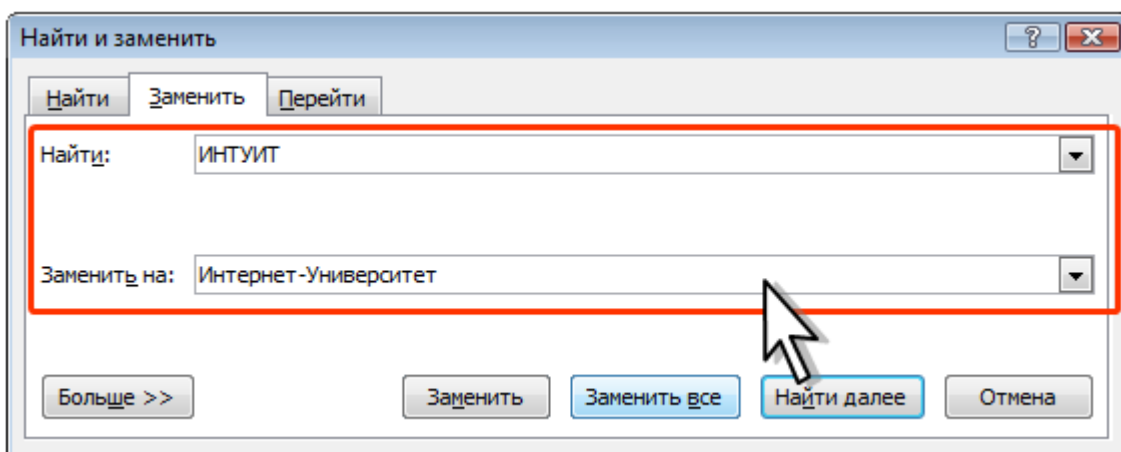 Найти и заменить
Найти Заменить Перейти
Найти: ИНТУИТ
Заменить на: Интернет-Университет
Больше >> Заменить Заменить все Найти далее Отмена